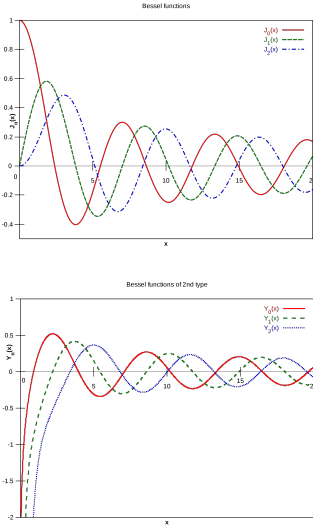 Bessel functions
1
J0(x)
J1(x)
J2(x)
0.8
0.6
0.4
Jn(x)
0.2
0
0 5 10 15 2
-0.2
-0.4
x
Bessel functions of 2nd type
1
Y0(x)
Y1(x)
Y2(x)
0.5
Yn(x)
0
0 5 10 15 2
-0.5
-1
-1.5
-2
x